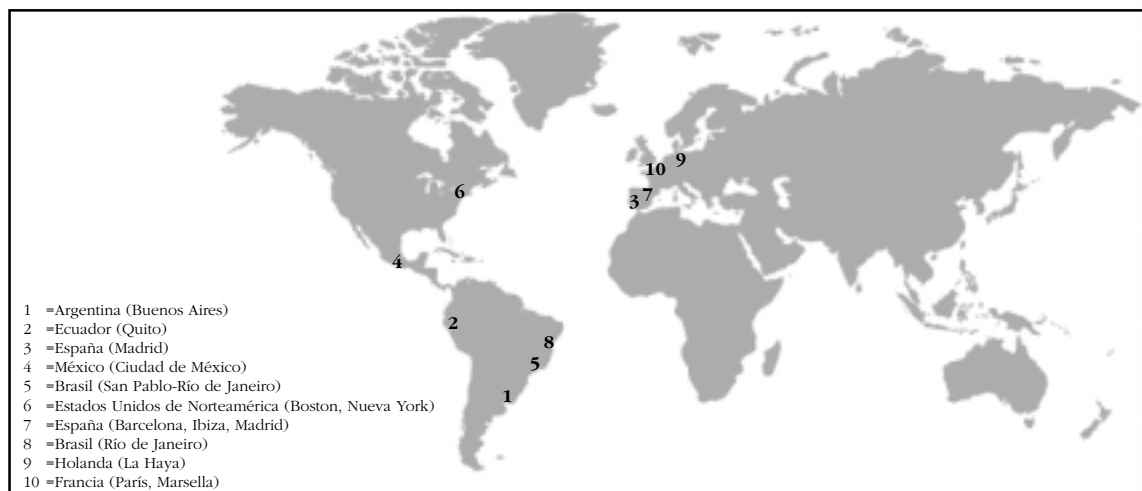 9
10
6
7
3
4
2
8
5
1
1 =Argentina (Buenos Aires)
2 =Ecuador (Quito)
3 =España (Madrid)
4 =México (Ciudad de México)
5 =Brasil (San Pablo-Río de Janeiro)
6 =Estados Unidos de Norteamérica (Boston, Nueva York)
7 =España (Barcelona, Ibiza, Madrid)
8 =Brasil (Río de Janeiro)
9 =Holanda (La Haya)
10 =Francia (París, Marsella)